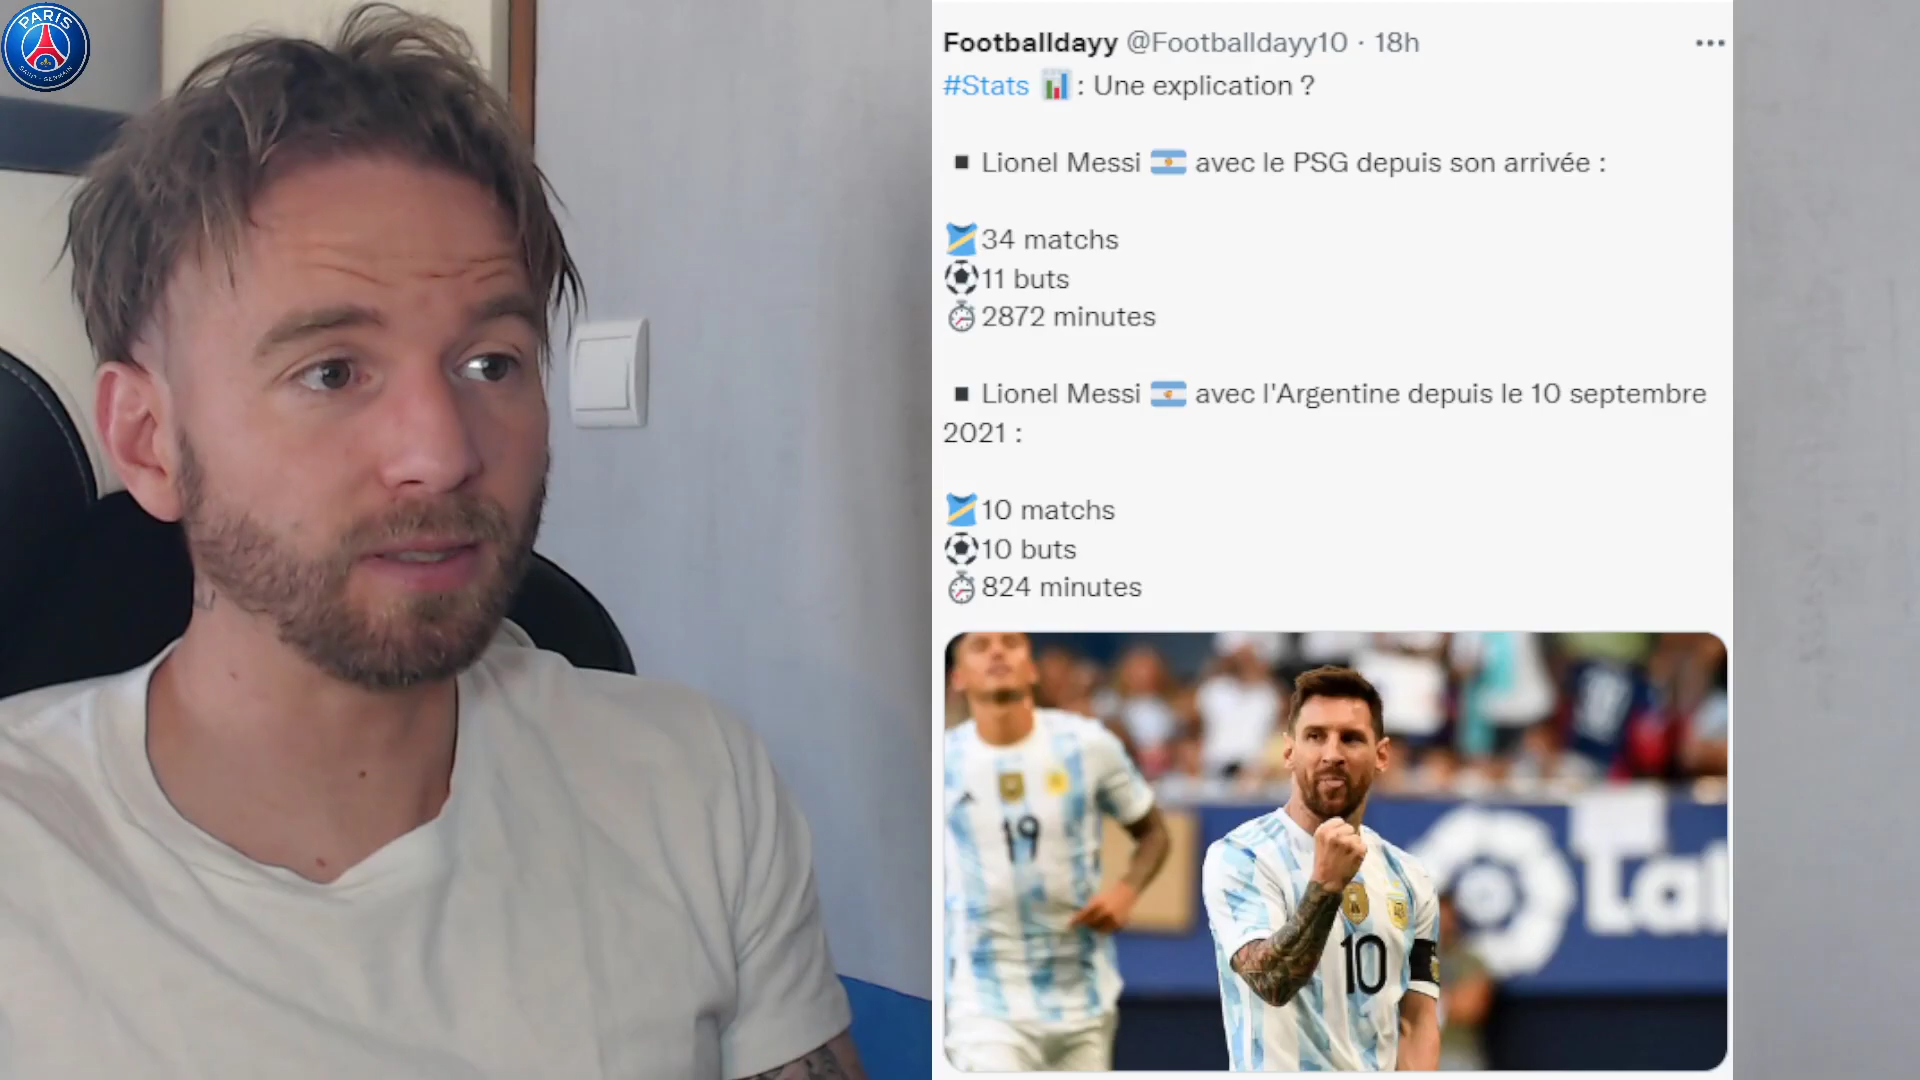 PARIS
SAINT-GERMAIN
Footballdayy @Footballdayy10 · 18h
#Stats 📊 : Une explication ?
▪ Lionel Messi 🇦🇷 avec le PSG depuis son arrivée :
🎽34 matchs
⚽11 buts
⏱2872 minutes
▪ Lionel Messi 🇦🇷 avec l'Argentine depuis le 10 septembre
2021 :
🎽10 matchs
⚽10 buts
⏱824 minutes
19
10
LaL